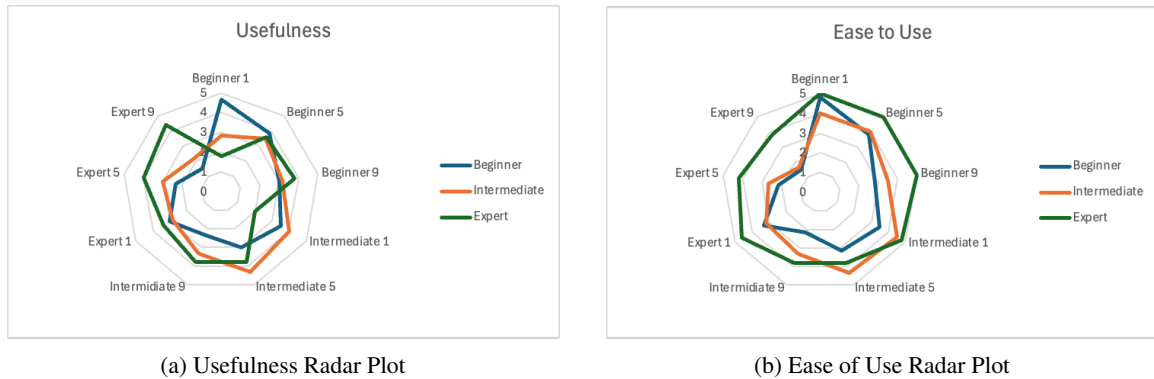 Usefulness
Beginner 1
Beginner 5
Beginner 9
Intermediate 1
Intermediate 5
Intermidiate 9
Expert 1
Expert 5
Expert 9
5
4
3
2
1
0
Beginner
Intermediate
Expert
(a) Usefulness Radar Plot
Ease to Use
Beginner 1
Beginner 5
Beginner 9
Intermediate 1
Intermediate 5
Intermidiate 9
Expert 1
Expert 5
Expert 9
5
4
3
2
1
0
Beginner
Intermediate
Expert
(b) Ease of Use Radar Plot